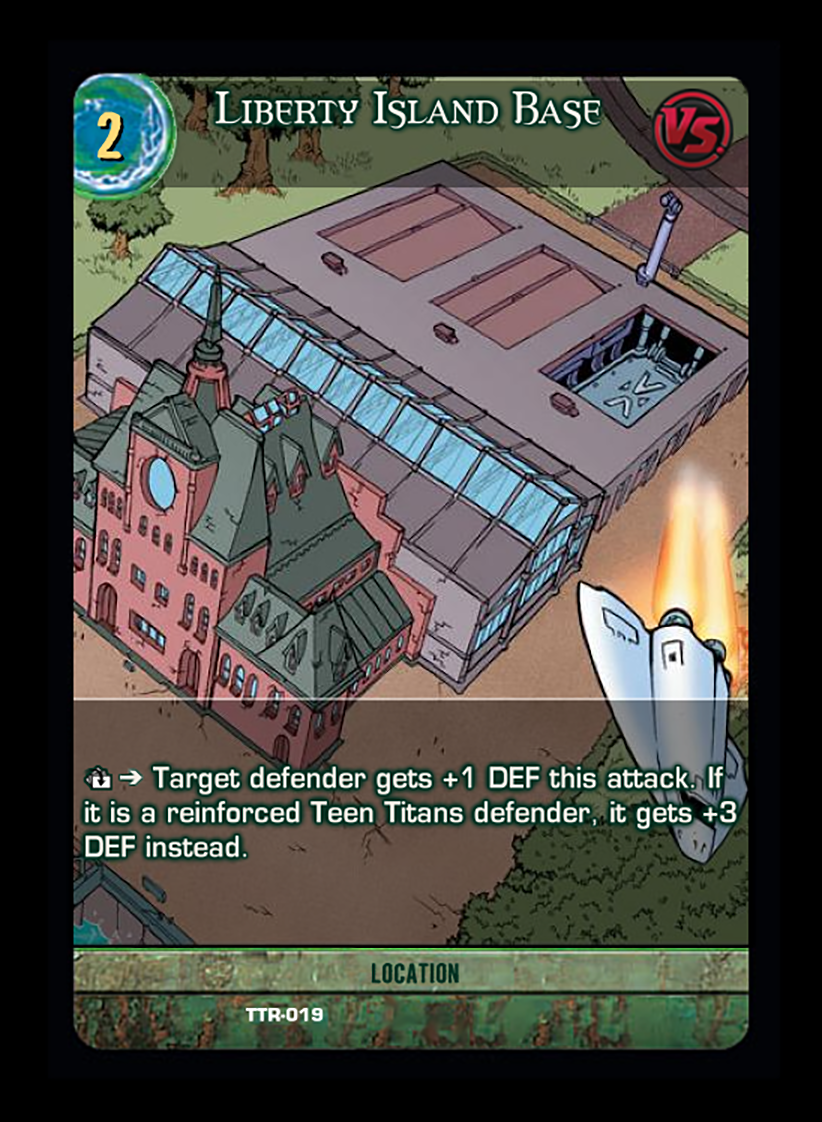 2
Liberty Island Base
VS.
➔ Target defender gets +1 DEF this attack. If
it is a reinforced Teen Titans defender, it gets +3
DEF instead.
LOCATION
TTR-019